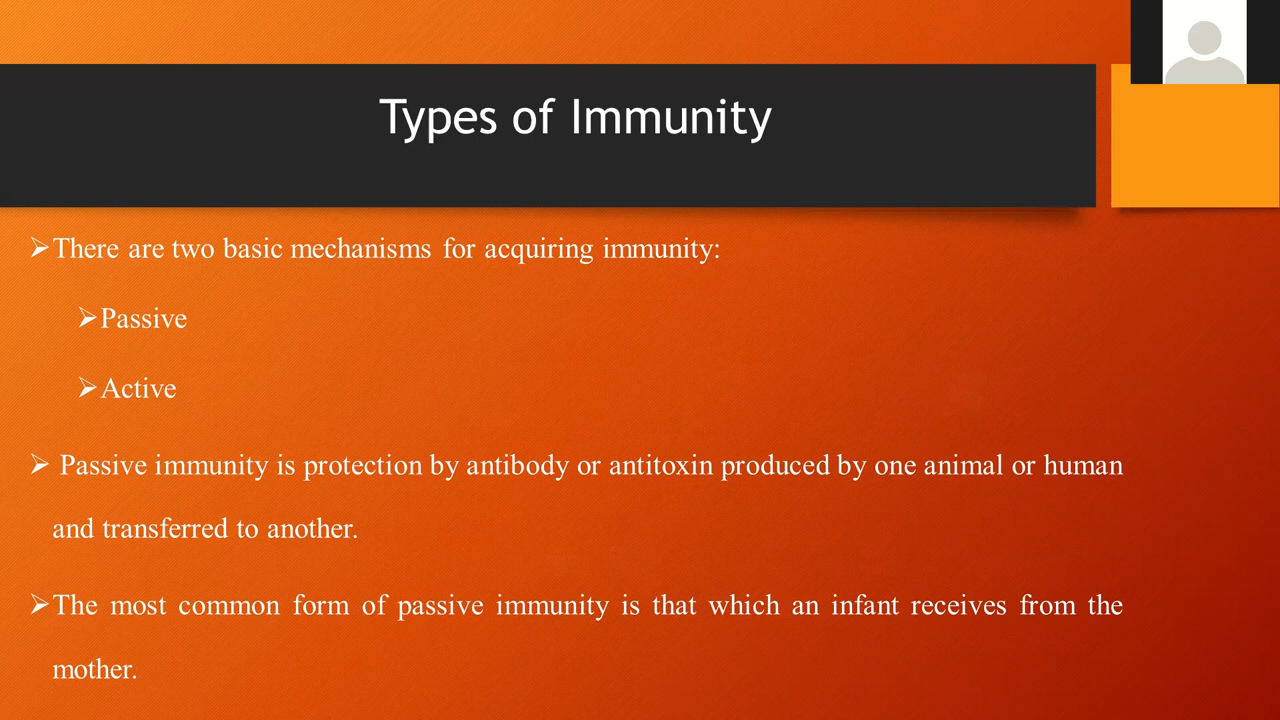 Types of Immunity
➢There are two basic mechanisms for acquiring immunity:
➢Passive
➢Active
➢ Passive immunity is protection by antibody or antitoxin produced by one animal or human
and transferred to another.
➢The most common form of passive immunity is that which an infant receives from the
mother.